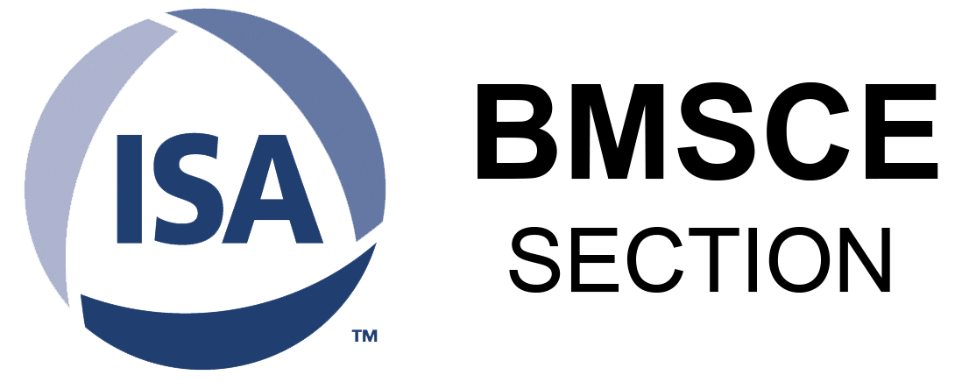 ISA
TM
BMSCE
SECTION